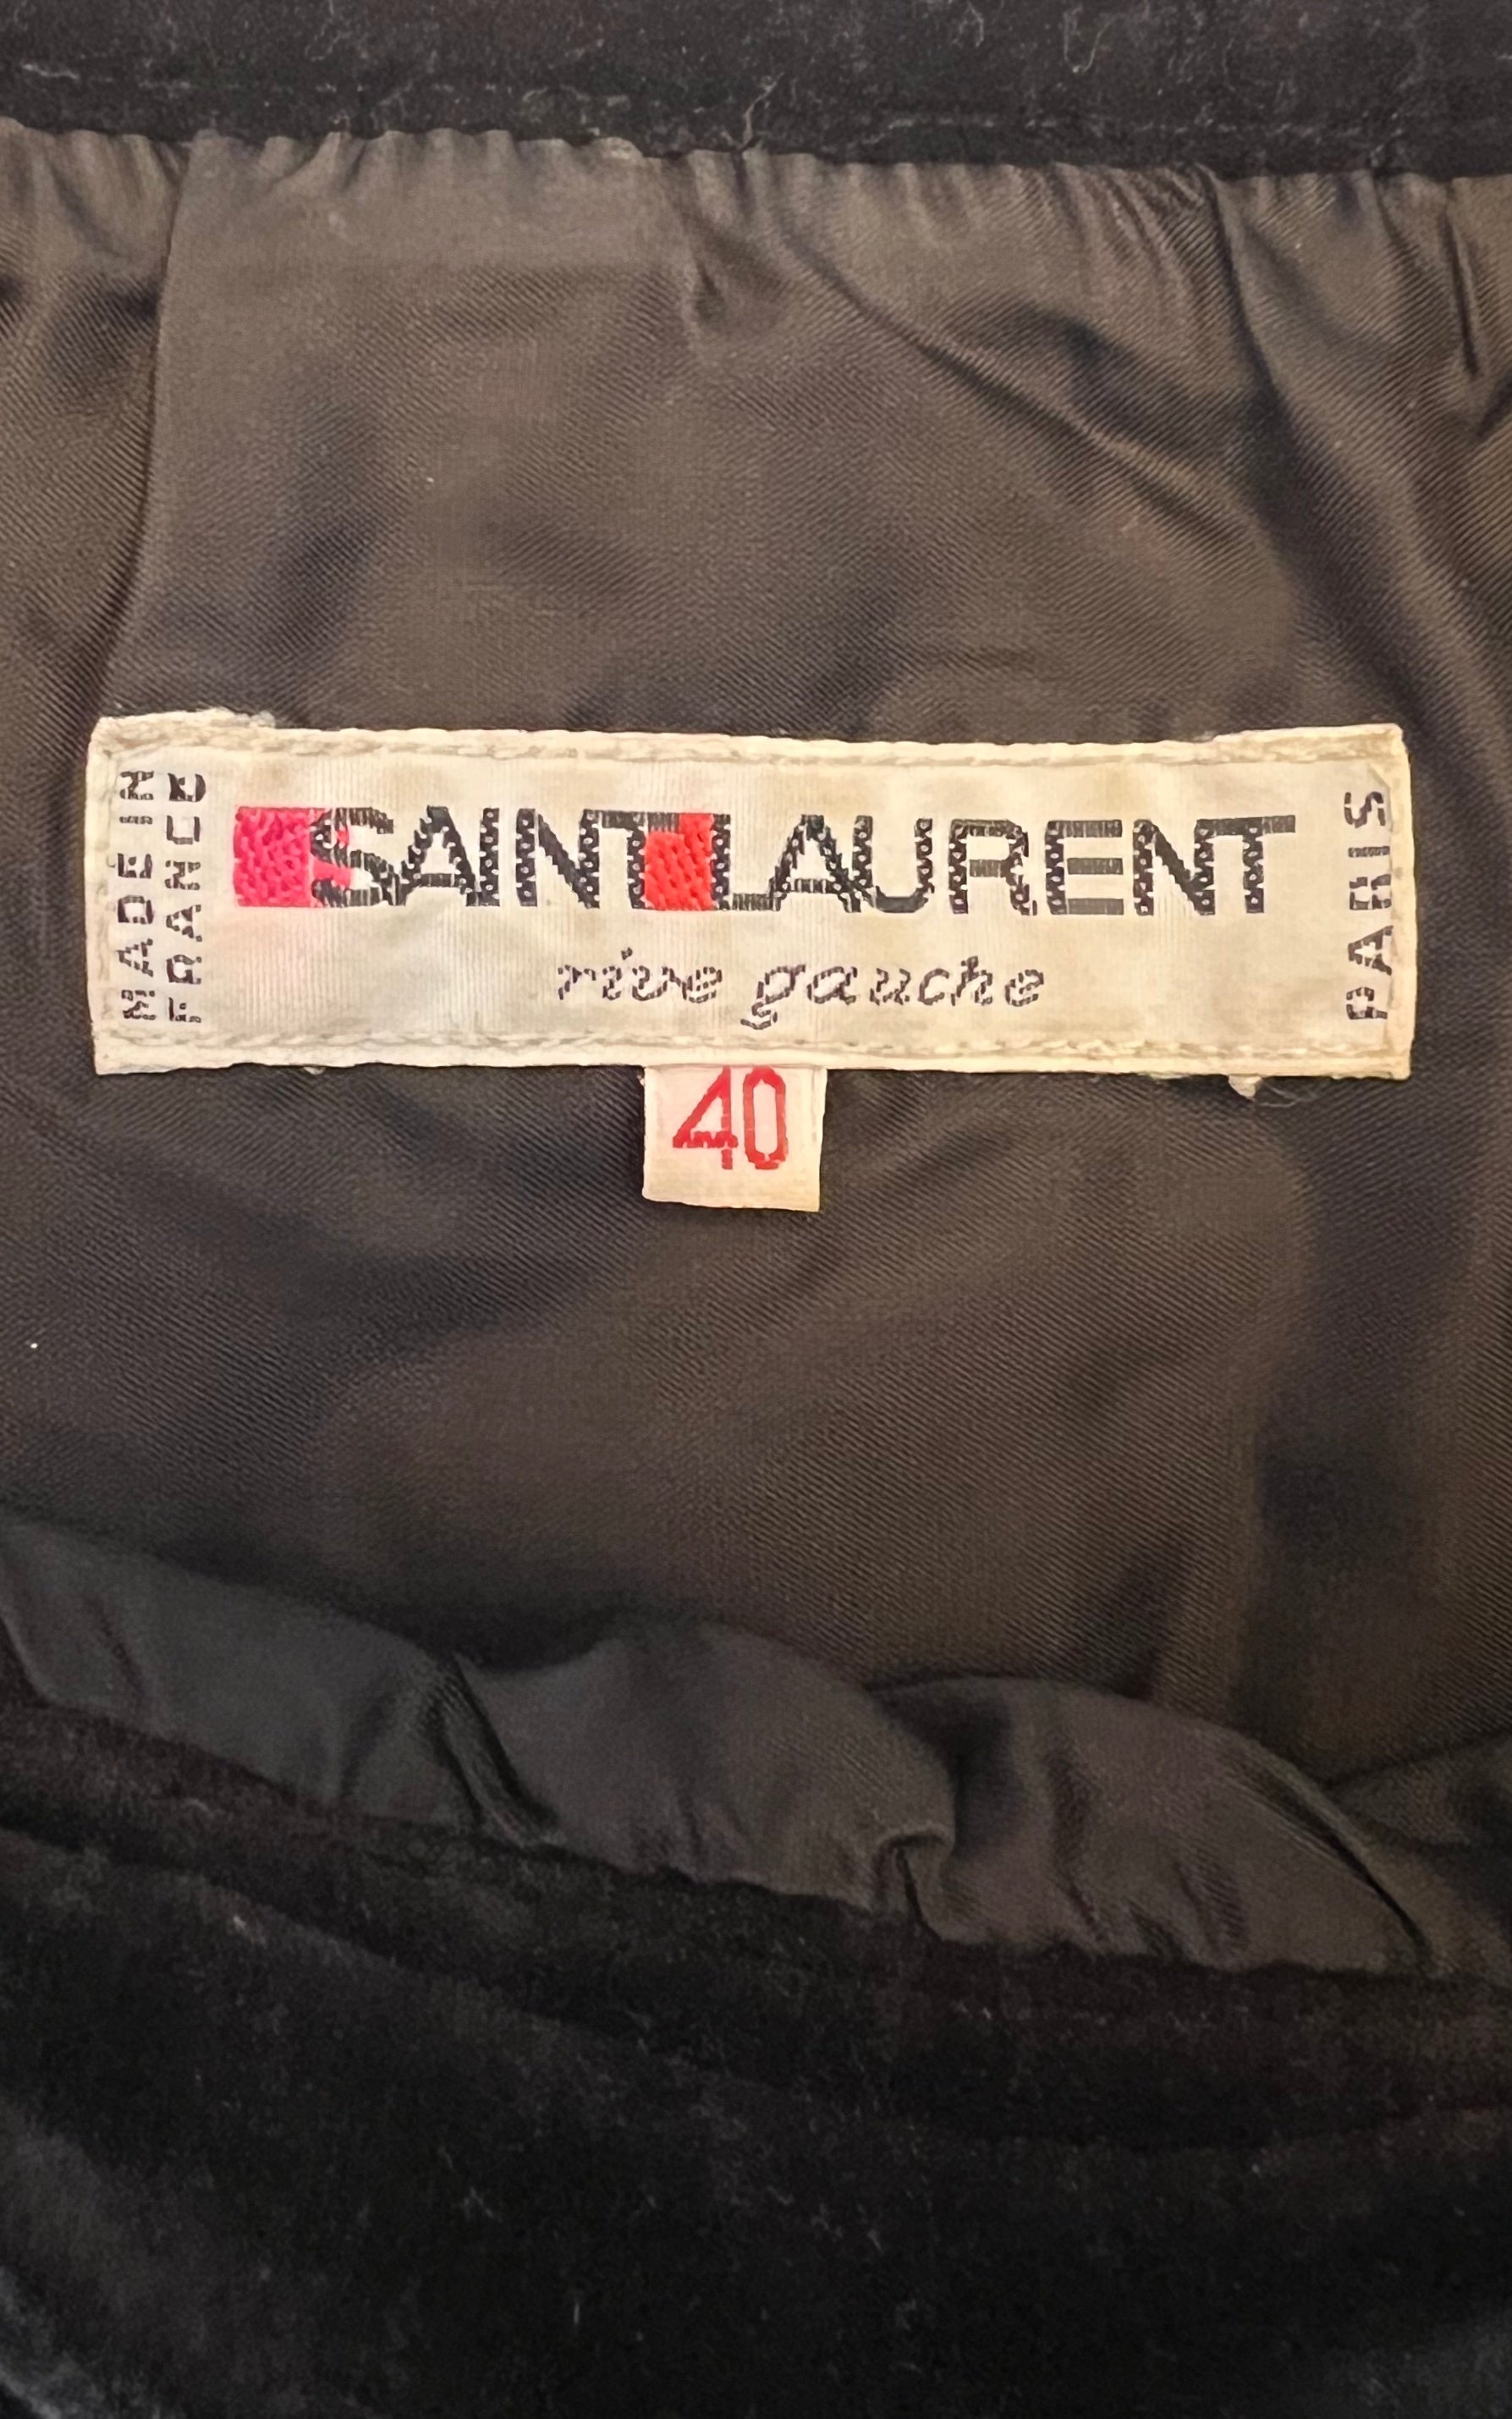 MADE IN
FRANCE
SAINT LAURENT
rive gauche
PARIS
40